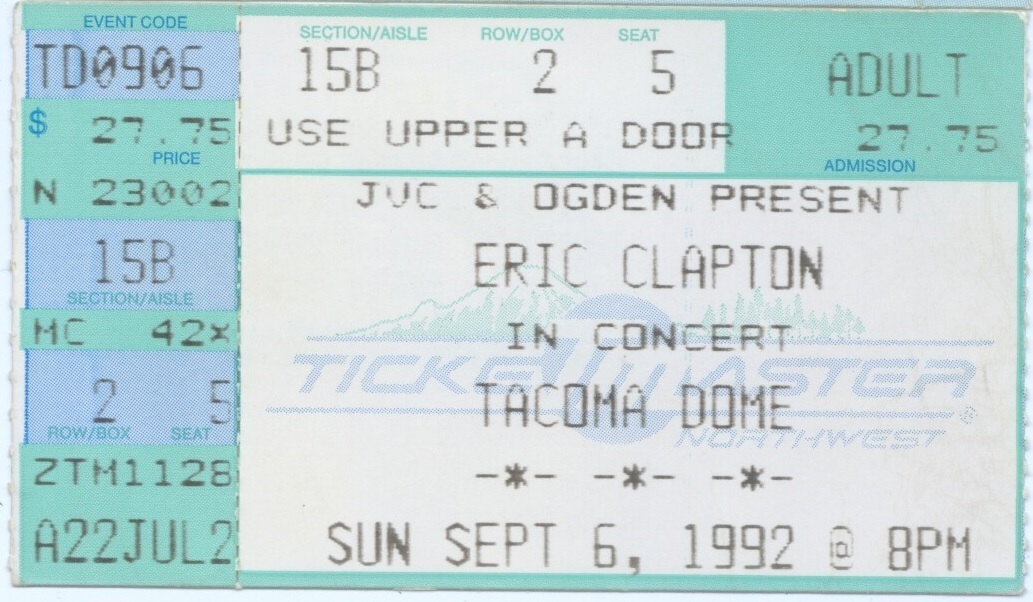 EVENT CODE
TD0906
$ 27.75
PRICE
N 23002
15B
SECTION/AISLE
MC 42x
2 5
ROW/BOX SEAT
ZTM1128
A22JUL2
SECTION/AISLE ROW/BOX SEAT
15B 2 5
USE UPPER A DOOR
ADULT
27.75
ADMISSION
JVC & OGDEN PRESENT
ERIC CLAPTON
IN CONCERT
TICKETMASTER
TACOMA DOME
NORTHWEST
-*- -*- -*-
SUN SEPT 6, 1992 @ 8PM